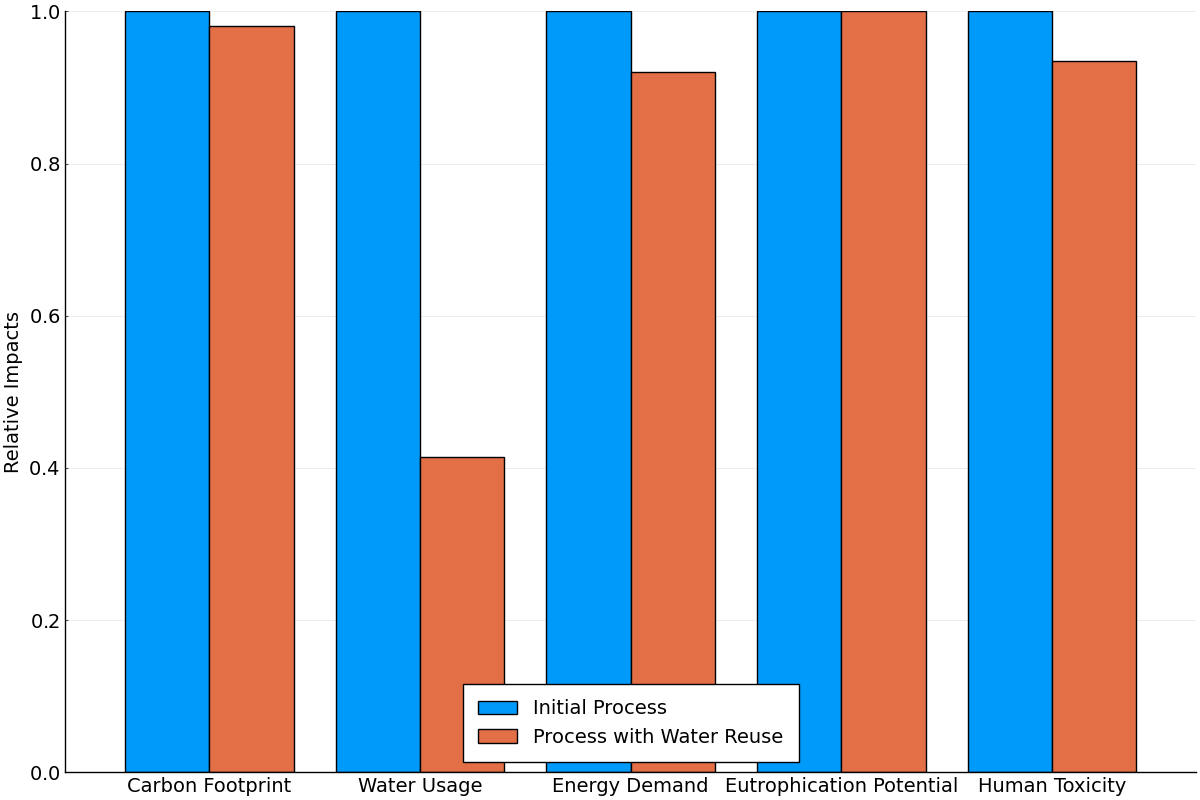 Relative Impacts
1.0
0.8
0.6
0.4
0.2
0.0
Initial Process
Process with Water Reuse
Carbon Footprint
Water Usage
Energy Demand
Eutrophication Potential
Human Toxicity